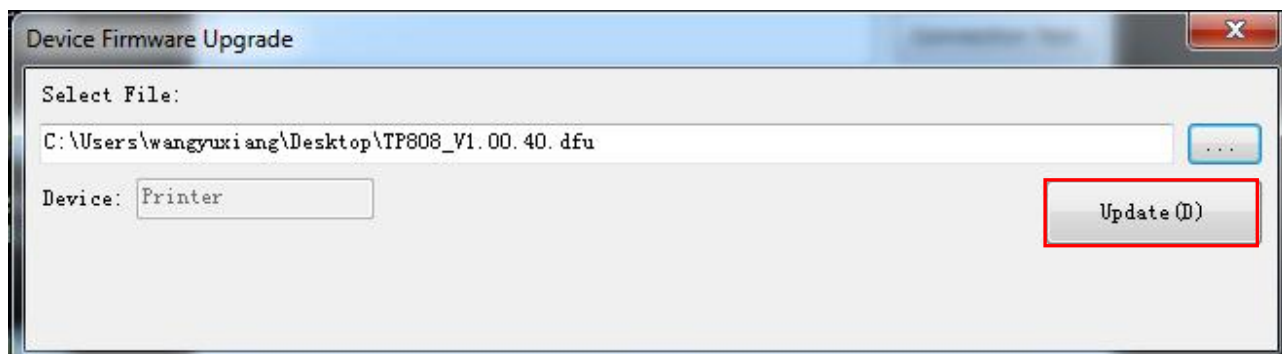 Device Firmware Upgrade
X
Select File:
C:\Users\wangyuxiang\Desktop\TP808_V1.00.40.dfu
...
Device: Printer
Update(D)